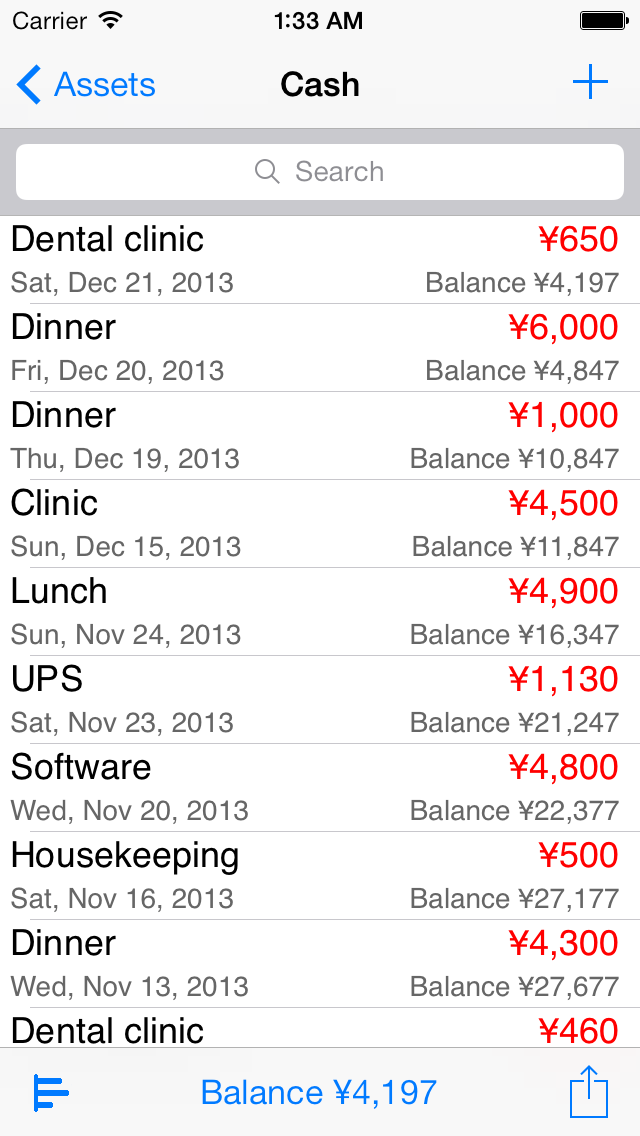 Carrier 1:33 AM
Assets Cash
Search
Dental clinic ¥650
Sat, Dec 21, 2013 Balance ¥4,197
Dinner ¥6,000
Fri, Dec 20, 2013 Balance ¥4,847
Dinner ¥1,000
Thu, Dec 19, 2013 Balance ¥10,847
Clinic ¥4,500
Sun, Dec 15, 2013 Balance ¥11,847
Lunch ¥4,900
Sun, Nov 24, 2013 Balance ¥16,347
UPS ¥1,130
Sat, Nov 23, 2013 Balance ¥21,247
Software ¥4,800
Wed, Nov 20, 2013 Balance ¥22,377
Housekeeping ¥500
Sat, Nov 16, 2013 Balance ¥27,177
Dinner ¥4,300
Wed, Nov 13, 2013 Balance ¥27,677
Dental clinic ¥460
Balance ¥4,197